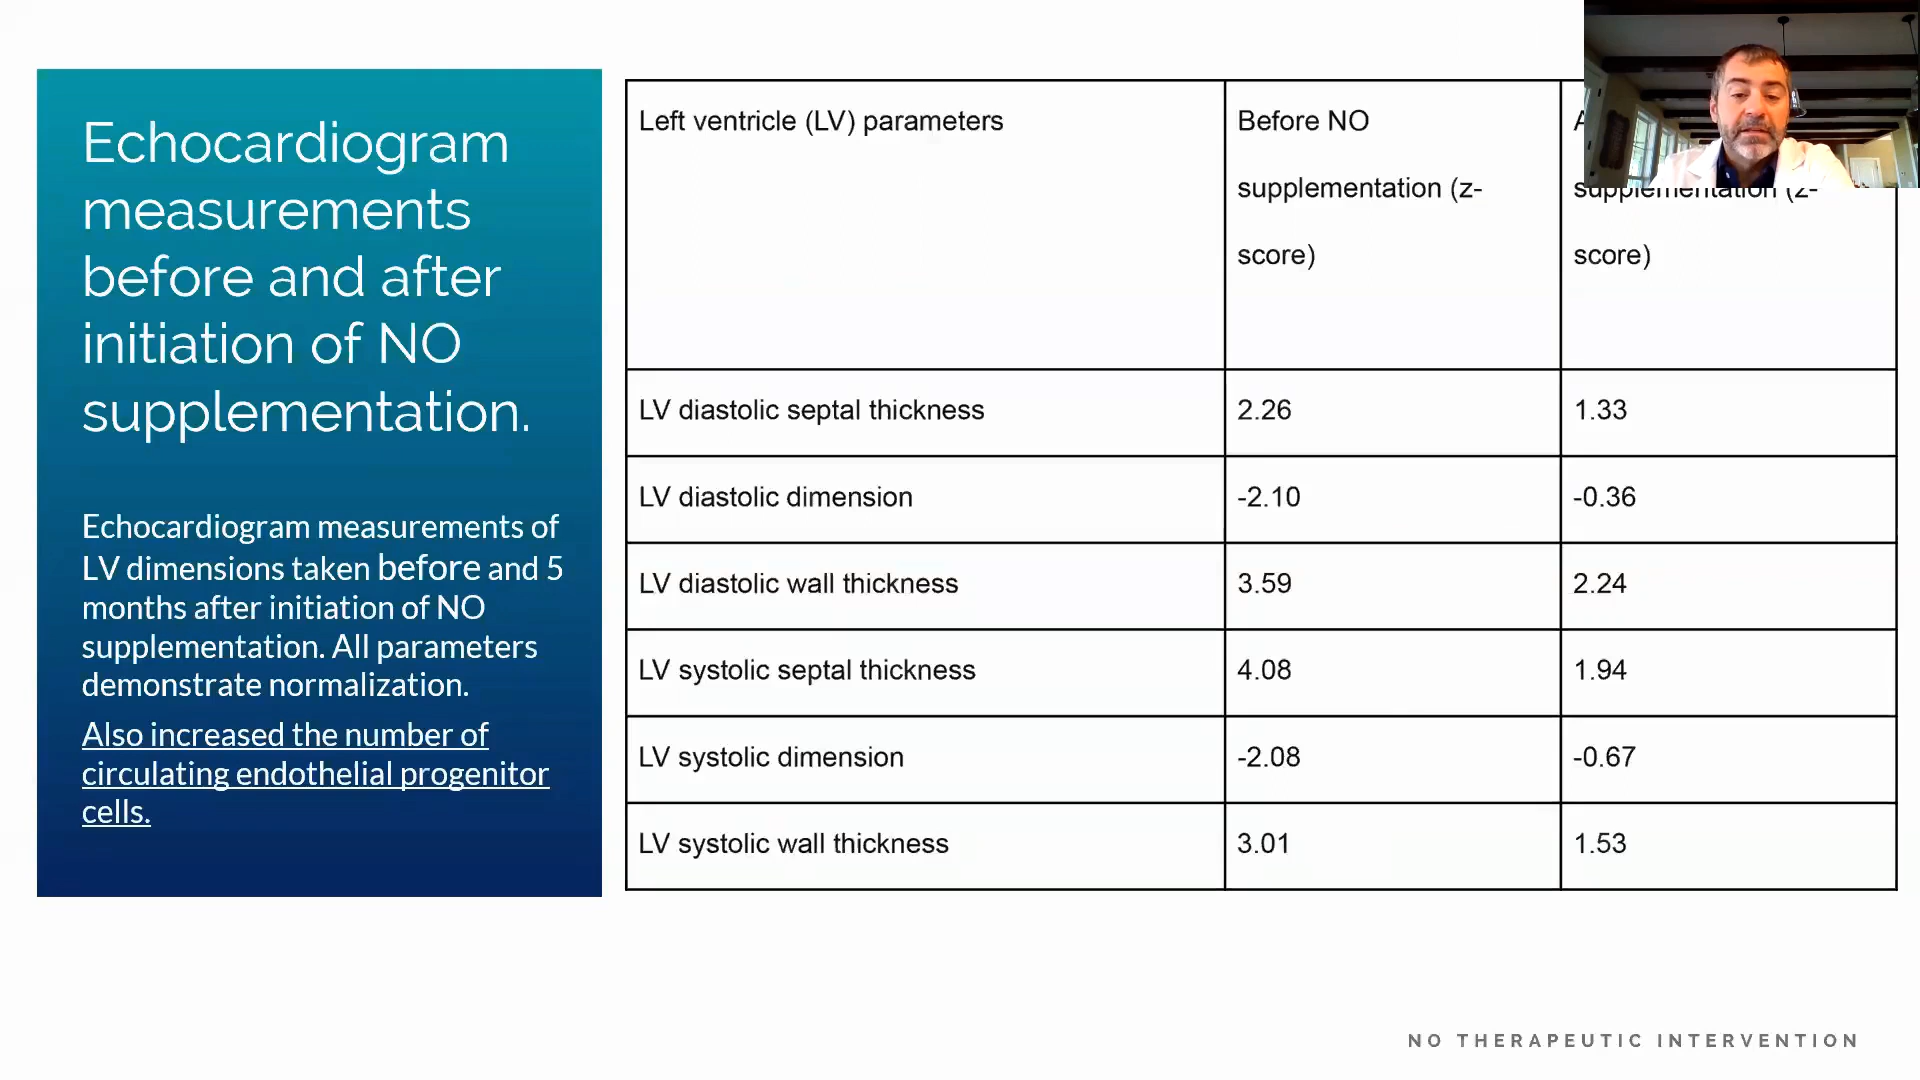 Echocardiogram
measurements
before and after
initiation of NO
supplementation.
Echocardiogram measurements of
LV dimensions taken before and 5
months after initiation of NO
supplementation. All parameters
demonstrate normalization.
Also increased the number of
circulating endothelial progenitor
cells.
Left ventricle (LV) parameters
Before NO
supplementation (z-
score)
supplementation (z-
score)
LV diastolic septal thickness 2.26 1.33
LV diastolic dimension -2.10 -0.36
LV diastolic wall thickness 3.59 2.24
LV systolic septal thickness 4.08 1.94
LV systolic dimension -2.08 -0.67
LV systolic wall thickness 3.01 1.53
NO THERAPEUTIC INTERVENTION